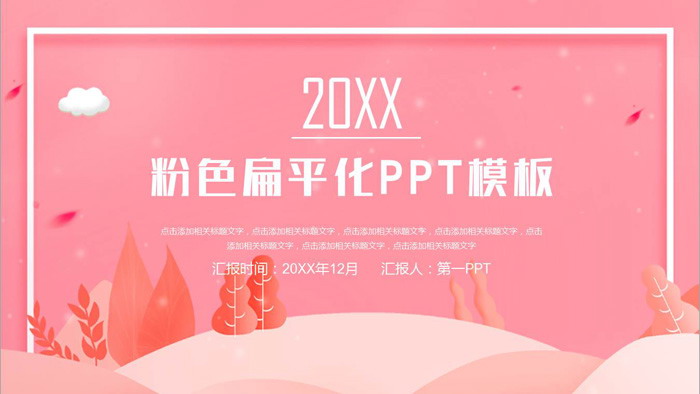 20XX
粉色扁平化PPT模板
点击添加相关标题文字，点击添加相关标题文字，点击添加相关标题文字，点击添加相关标题文字，点击
添加相关标题文字，点击添加相关标题文字，点击添加相关标题文字
汇报时间：20XX年12月 汇报人：第一PPT